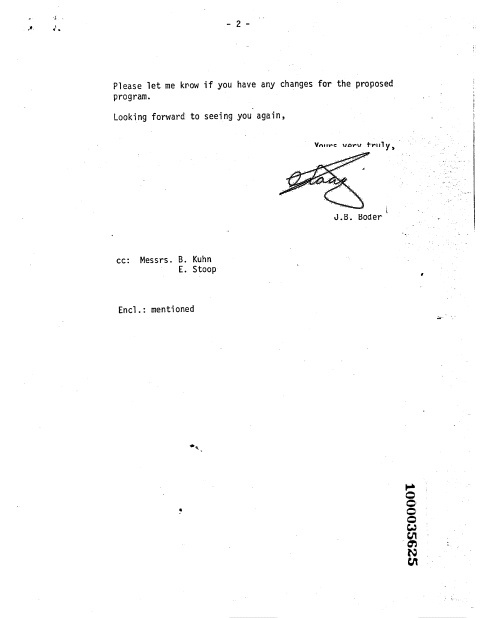 - 2 -
Please let me know if you have any changes for the proposed
program.
Looking forward to seeing you again,
Yours very truly,
J.B. Boder
cc: Messrs. B. Kuhn
E. Stoop
Encl.: mentioned
1000035625